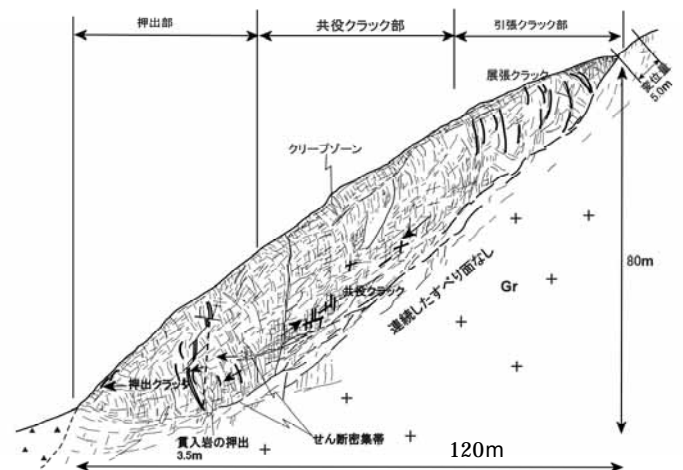 押出部
共役クラック部
引張クラック部
展張クラック
変位量
5.0m
クリープゾーン
80m
Gr
連続したすべり面なし
共役クラック
押出クラック
貫入岩の押出
3.5m
せん断密集帯
120m